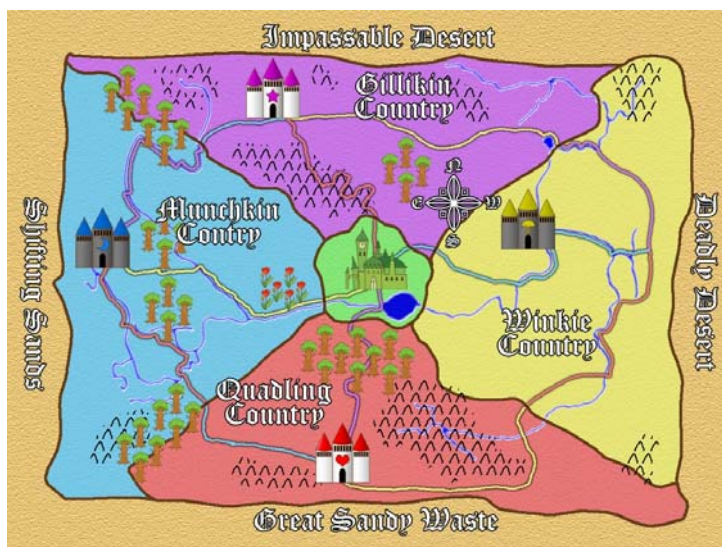 Impassable Desert
Gillikin
Country
N
E W
S
Munchkin
Contry
Shifting Sands
Deadly Desert
Winkie
Country
Quadling
Country
Great Sandy Waste